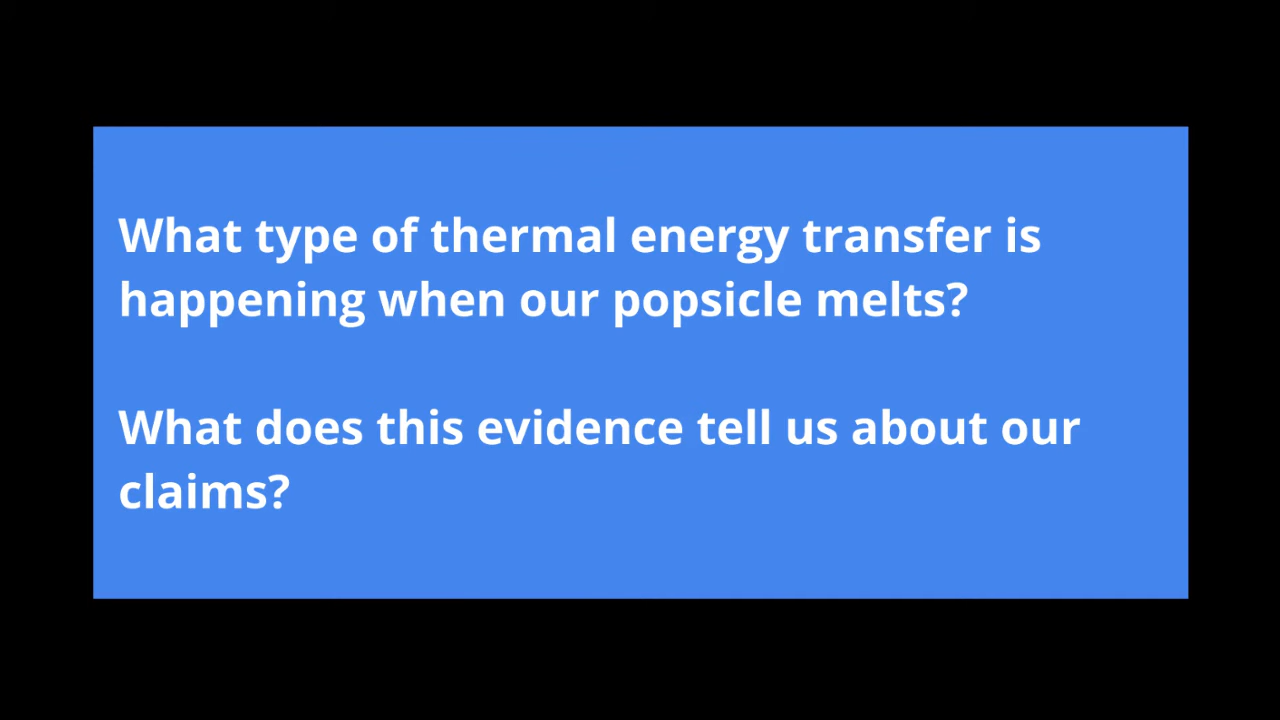 What type of thermal energy transfer is
happening when our popsicle melts?
What does this evidence tell us about our
claims?